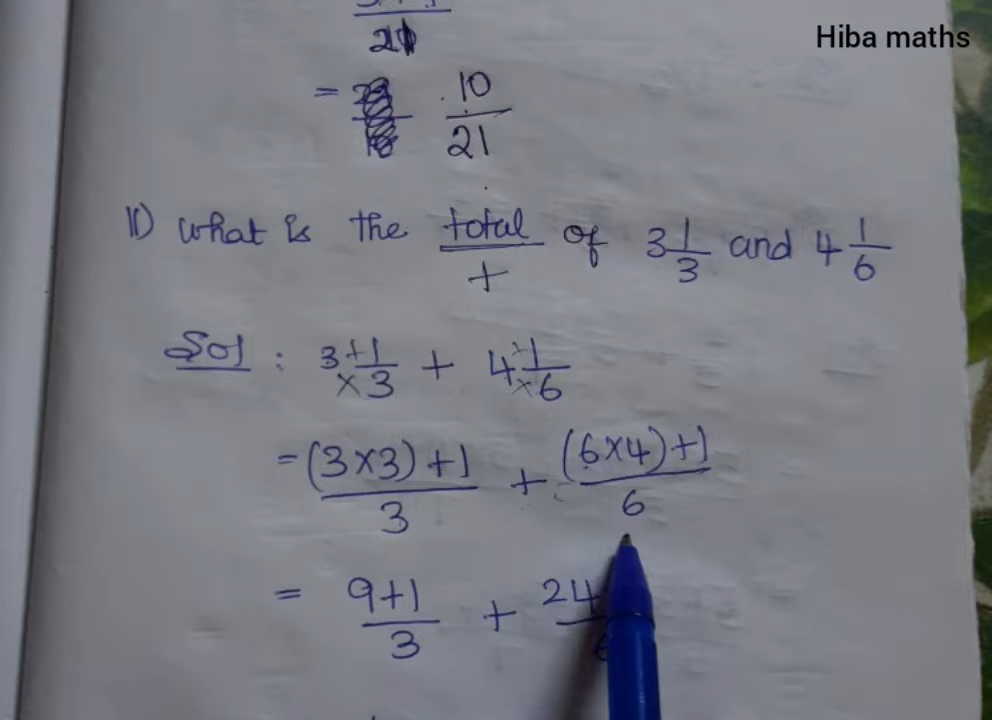 Hiba maths
21
= 10/21
11) What is the total of 3 1/3 and 4 1/6
+
Sol : 3 + 1/× 3 + 4 + 1/× 6
= (3×3) + 1/3 + (6×4) + 1/6
= 9+1/3 + 24